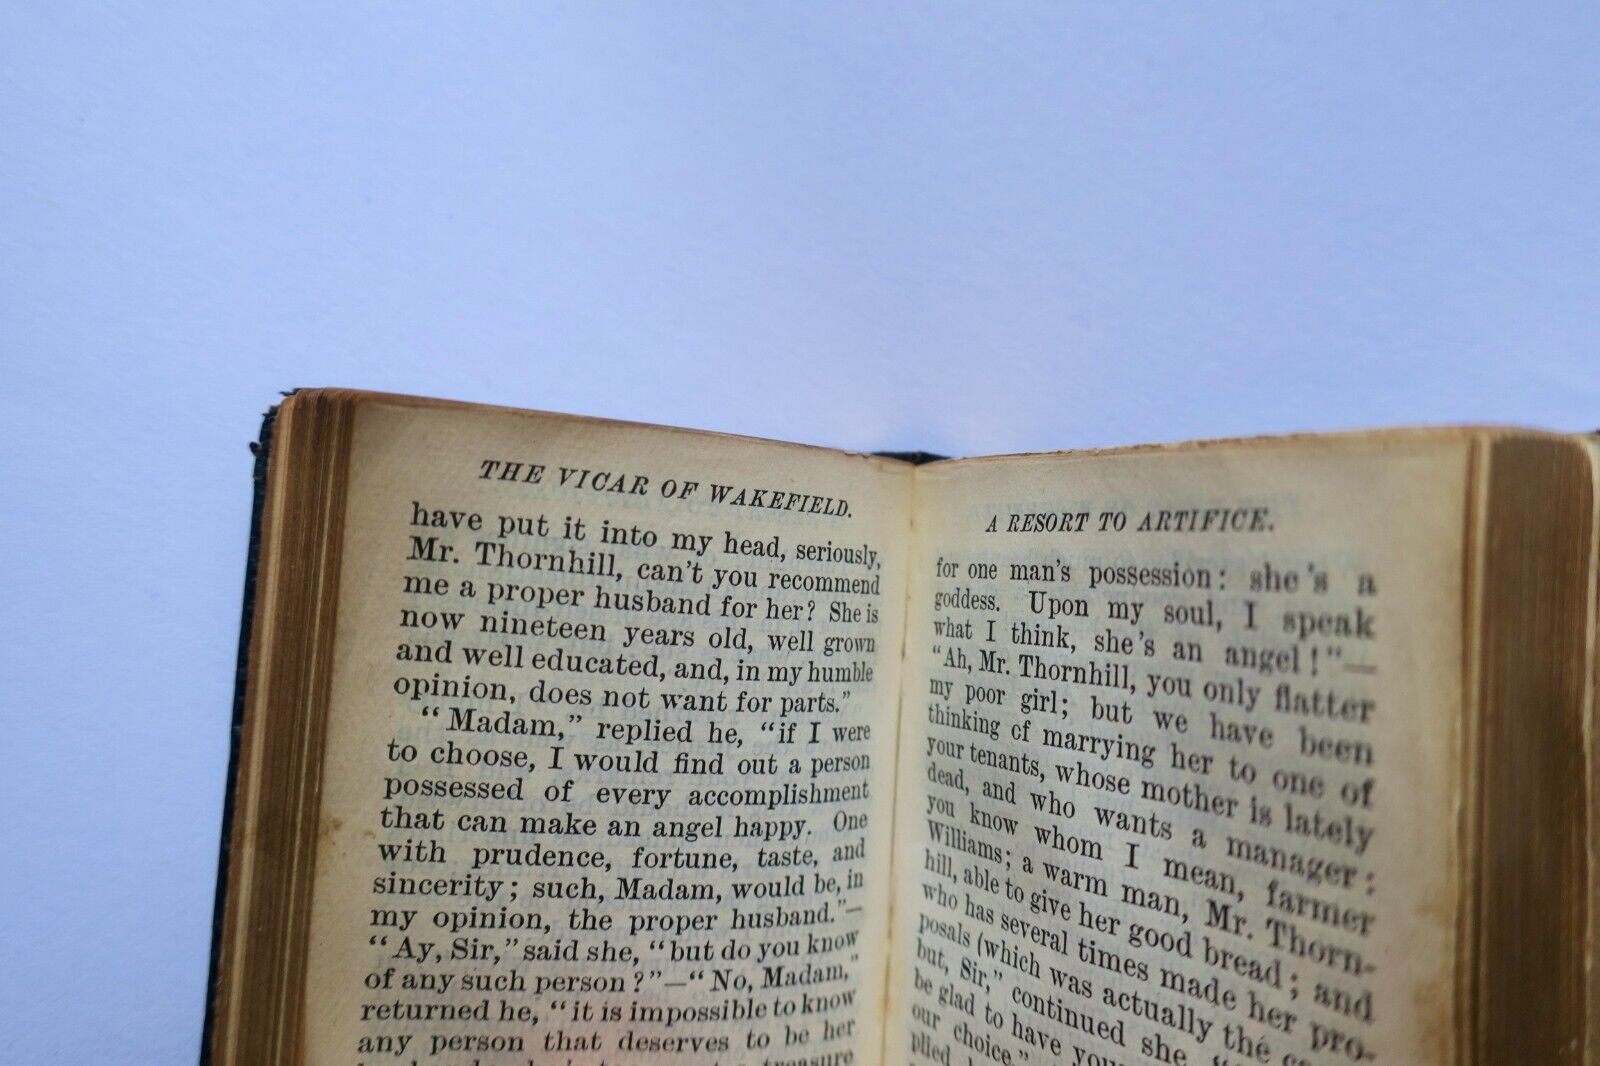 THE VICAR OF WAKEFIELD.
have put it into my head, seriously,
Mr. Thornhill, can't you recommend
me a proper husband for her? She is
now nineteen years old, well grown
and well educated, and, in my humble
opinion, does not want for parts."
"Madam," replied he, "if I were
to choose, I would find out a person
possessed of every accomplishment
that can make an angel happy. One
with prudence, fortune, taste, and
sincerity; such, Madam, would be, in
my opinion, the proper husband."—
"Ay, Sir," said she, "but do you know
of any such person?"—"No, Madam,"
returned he, "it is impossible to know
any person that deserves to be her
treasure
A RESORT TO ARTIFICE.
for one man's possession: she's a
goddess. Upon my soul, I speak
what I think, she's an angel!"—
"Ah, Mr. Thornhill, you only flatter
my poor girl; but we have been
thinking of marrying her to one of
your tenants, whose mother is lately
dead, and who wants a manager:
you know whom I mean, farmer
Williams; a warm man, Mr. Thorn-
hill, able to give her good bread; and
who has several times made her pro-
posals (which was actually the
but, Sir," continued she,
be glad to have your
our choice."
plied